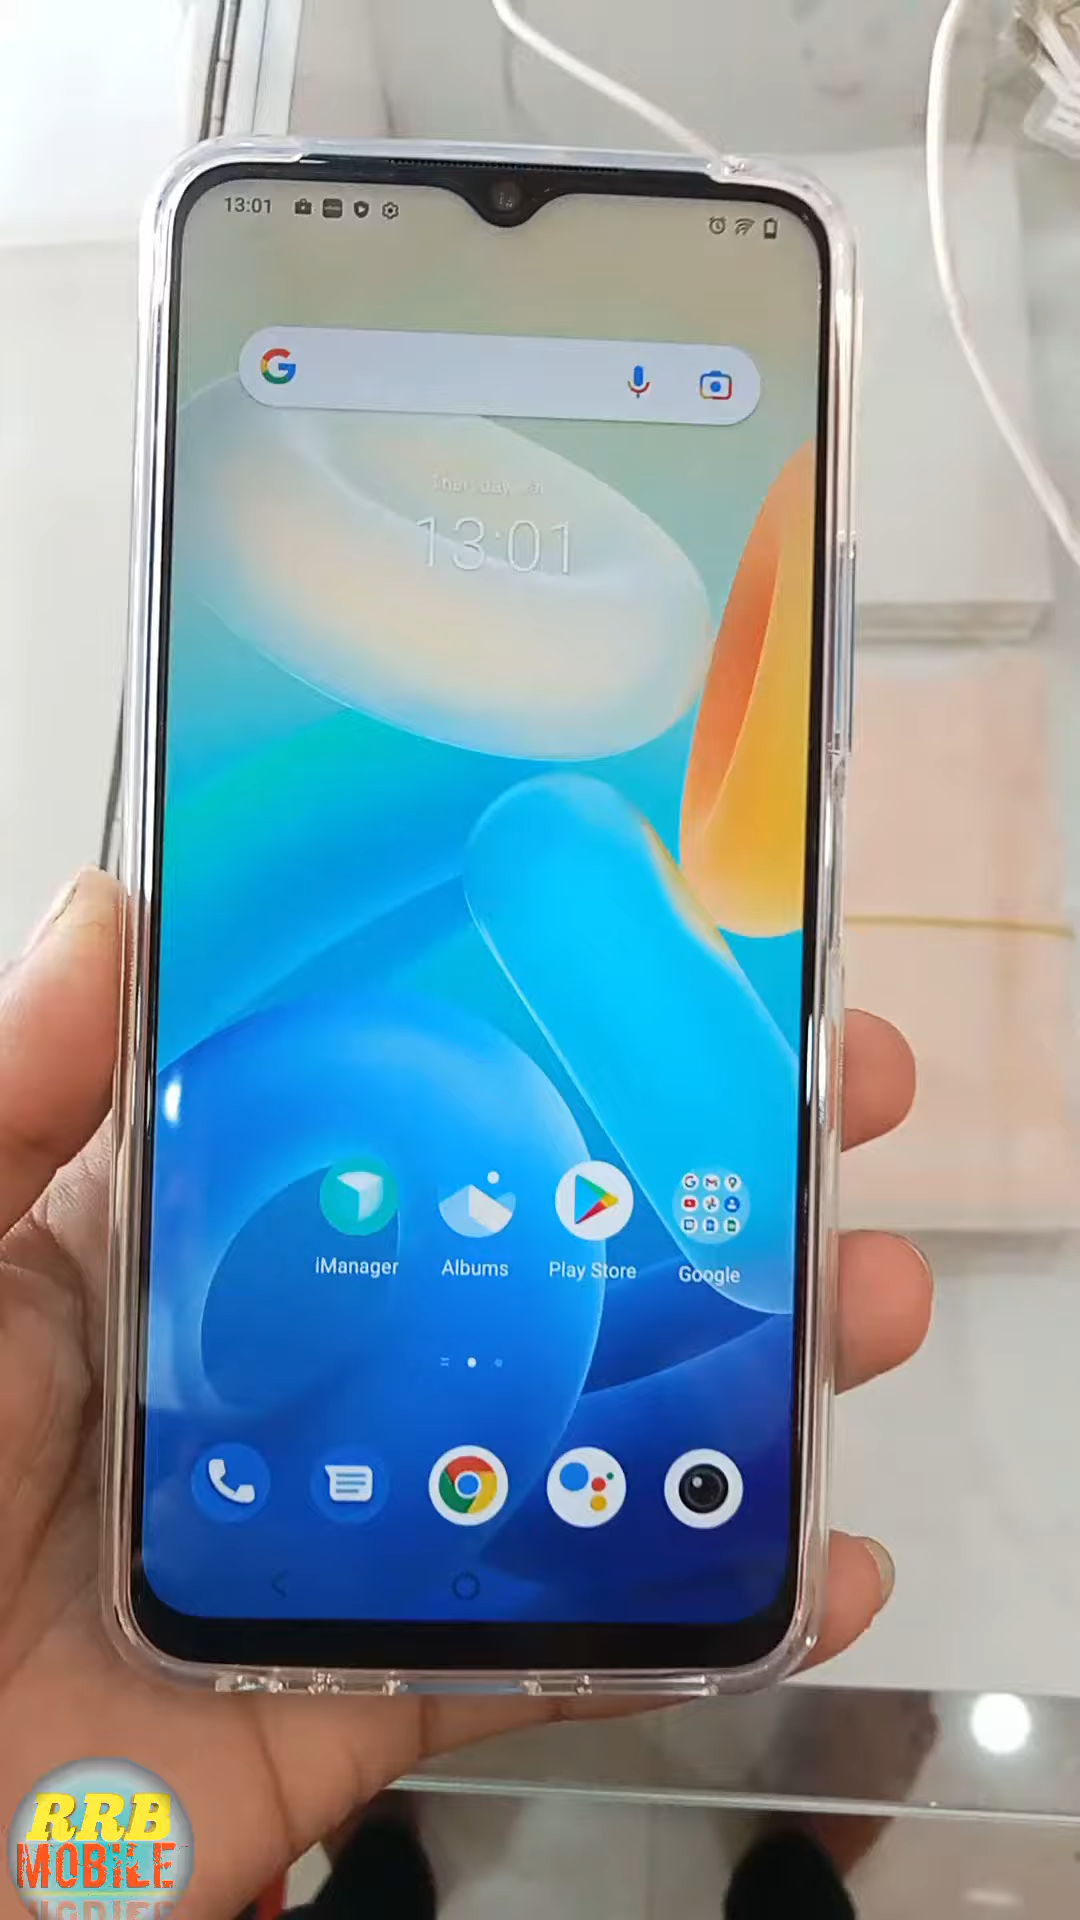 13:01
13:01
iManager
Albums
Play Store
Google
RRB
MOBILE